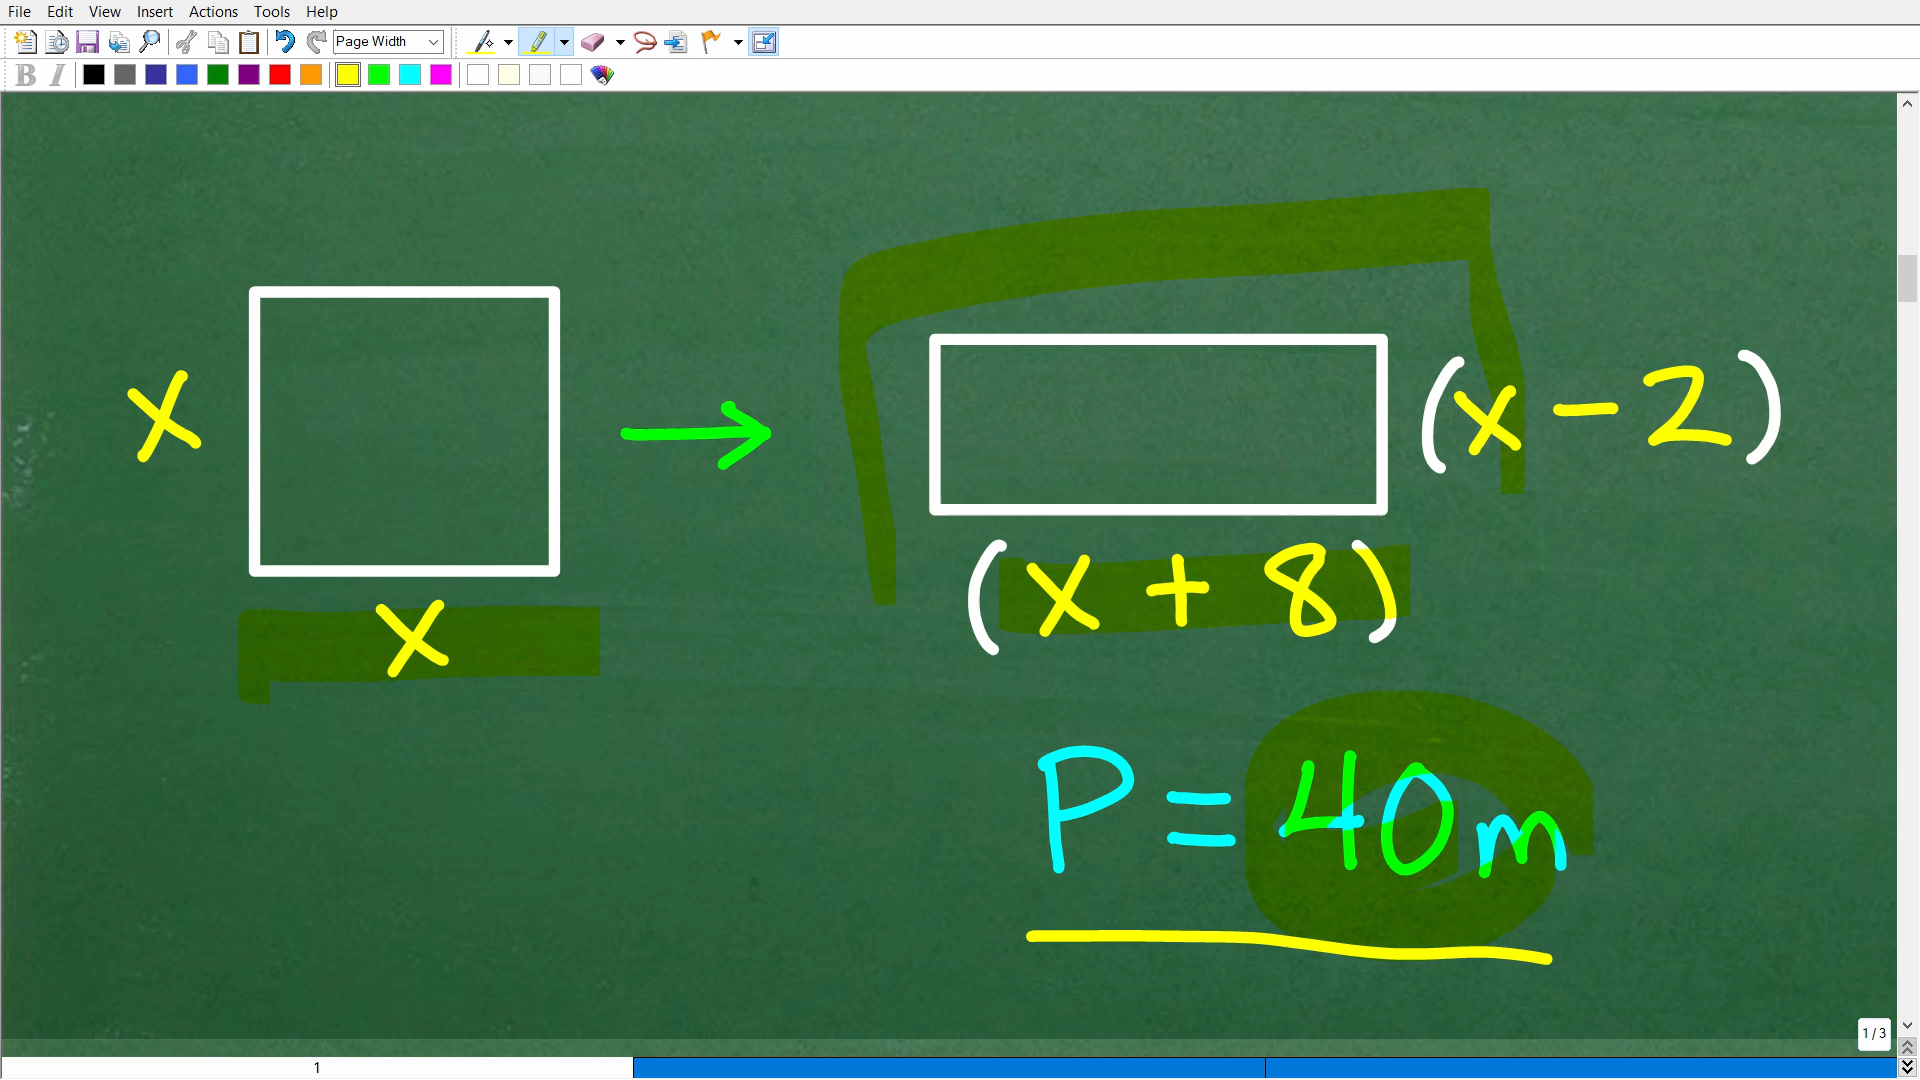 File Edit View Insert Actions Tools Help
Page Width
B I
x
(x - 2)
(x + 8)
x
P = 40m
1 / 3
1